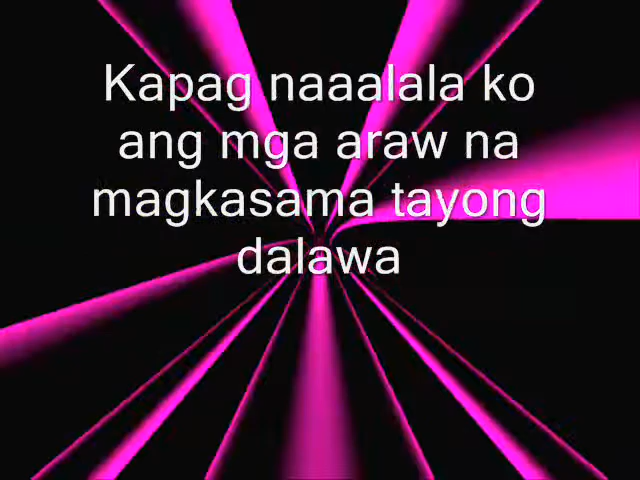 Kapag naaalala ko
ang mga araw na
magkasama tayong
dalawa